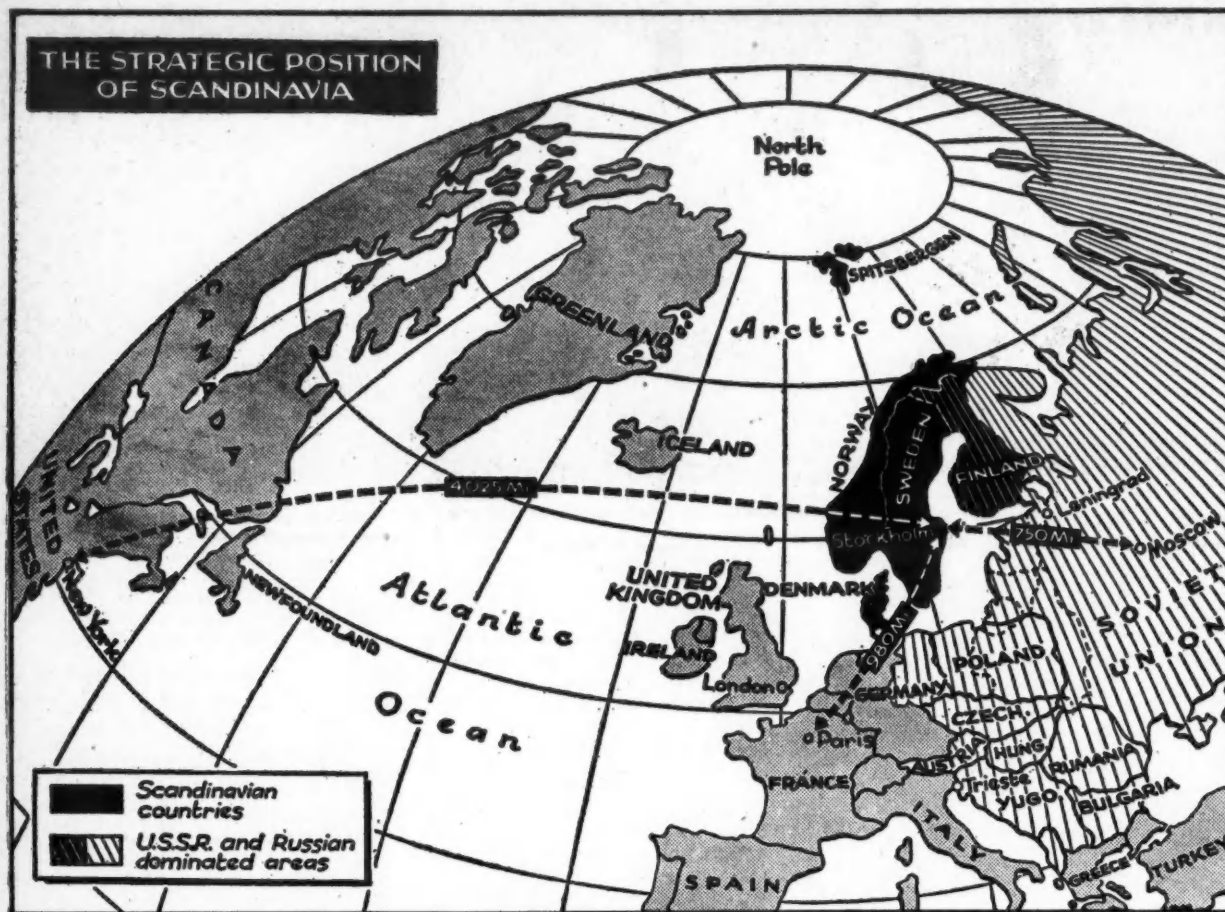 THE STRATEGIC POSITION
OF SCANDINAVIA
North
Pole
SPITSBERGEN
Arctic Ocean
GREENLAND
CANADA
ICELAND
NORWAY
SWEDEN
FINLAND
UNITED
STATES
4,025 Mi.
Stockholm
Leningrad
750 Mi.
Moscow
New York
NEWFOUNDLAND
Atlantic
Ocean
UNITED
KINGDOM
DENMARK
IRELAND
London
980 Mi.
SOVIET
UNION
POLAND
GERMANY
CZECH.
Paris
AUSTRIA
HUNG.
RUMANIA
FRANCE
Trieste
YUGO.
BULGARIA
ITALY
SPAIN
GREECE
TURKEY
Scandinavian
countries
U.S.S.R. and Russian
dominated areas